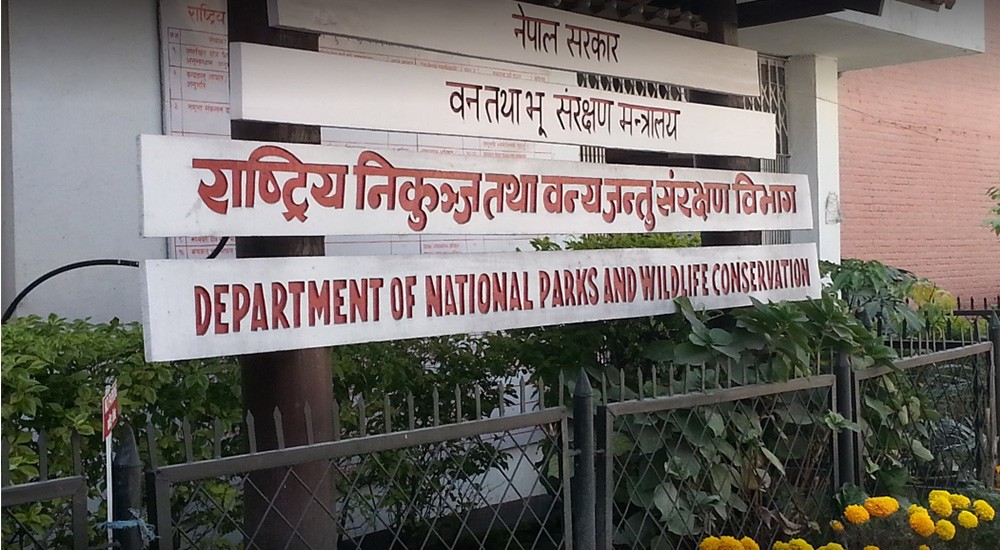 नेपाल सरकार
वन तथा भू संरक्षण मन्त्रालय
राष्ट्रिय निकुञ्ज तथा वन्यजन्तु संरक्षण विभाग
DEPARTMENT OF NATIONAL PARKS AND WILDLIFE CONSERVATION